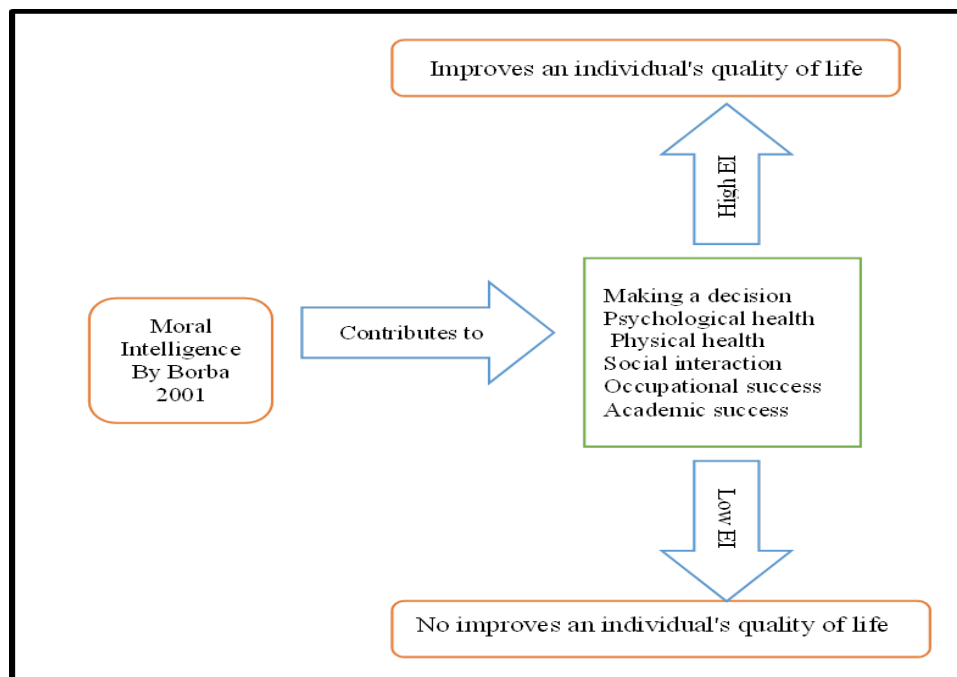 Improves an individual's quality of life
High EI
Moral
Intelligence
By Borba
2001
Contributes to
Making a decision
Psychological health
Physical health
Social interaction
Occupational success
Academic success
Low EI
No improves an individual's quality of life